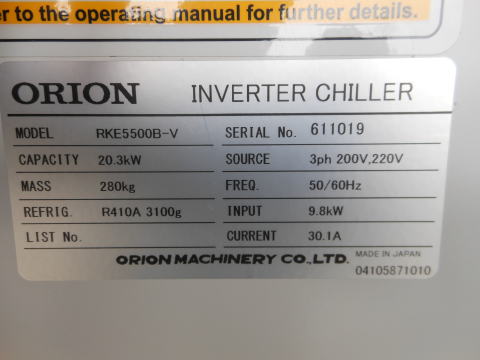 er to the operating manual for further details.
ORION INVERTER CHILLER
MODEL RKE5500B-V SERIAL No. 611019
CAPACITY 20.3kW SOURCE 3ph 200V,220V
MASS 280kg FREQ. 50/60Hz
REFRIG. R410A 3100g INPUT 9.8kW
LIST No. CURRENT 30.1A
ORION MACHINERY CO.,LTD. MADE IN JAPAN
04105871010